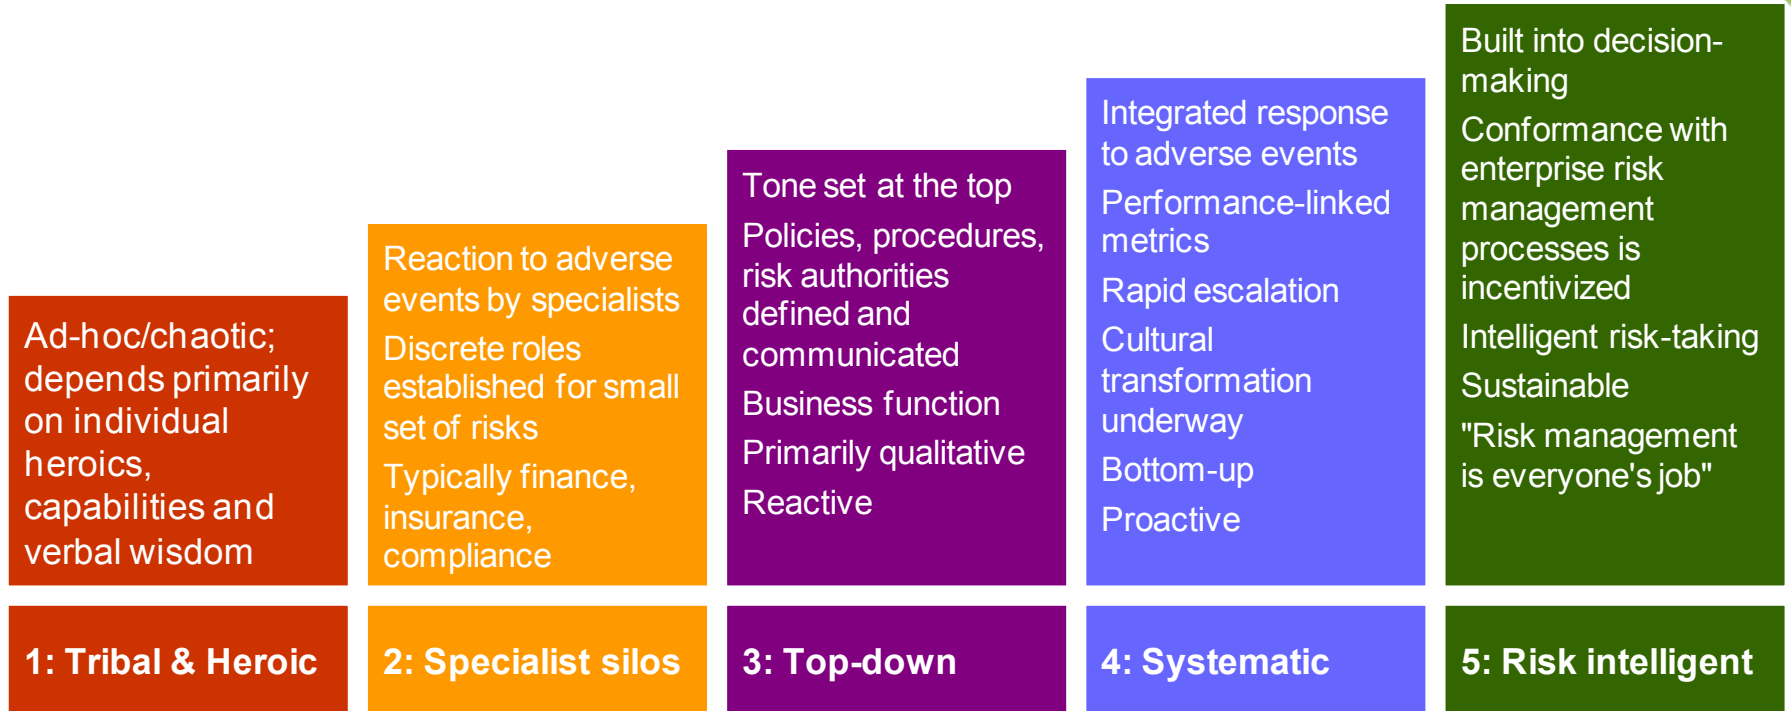 Ad-hoc/chaotic;
depends primarily
on individual
heroics,
capabilities and
verbal wisdom
1: Tribal & Heroic
Reaction to adverse
events by specialists
Discrete roles
established for small
set of risks
Typically finance,
insurance,
compliance
2: Specialist silos
Tone set at the top
Policies, procedures,
risk authorities
defined and
communicated
Business function
Primarily qualitative
Reactive
3: Top-down
Integrated response
to adverse events
Performance-linked
metrics
Rapid escalation
Cultural
transformation
underway
Bottom-up
Proactive
4: Systematic
Built into decision-
making
Conformance with
enterprise risk
management
processes is
incentivized
Intelligent risk-taking
Sustainable
"Risk management
is everyone's job"
5: Risk intelligent